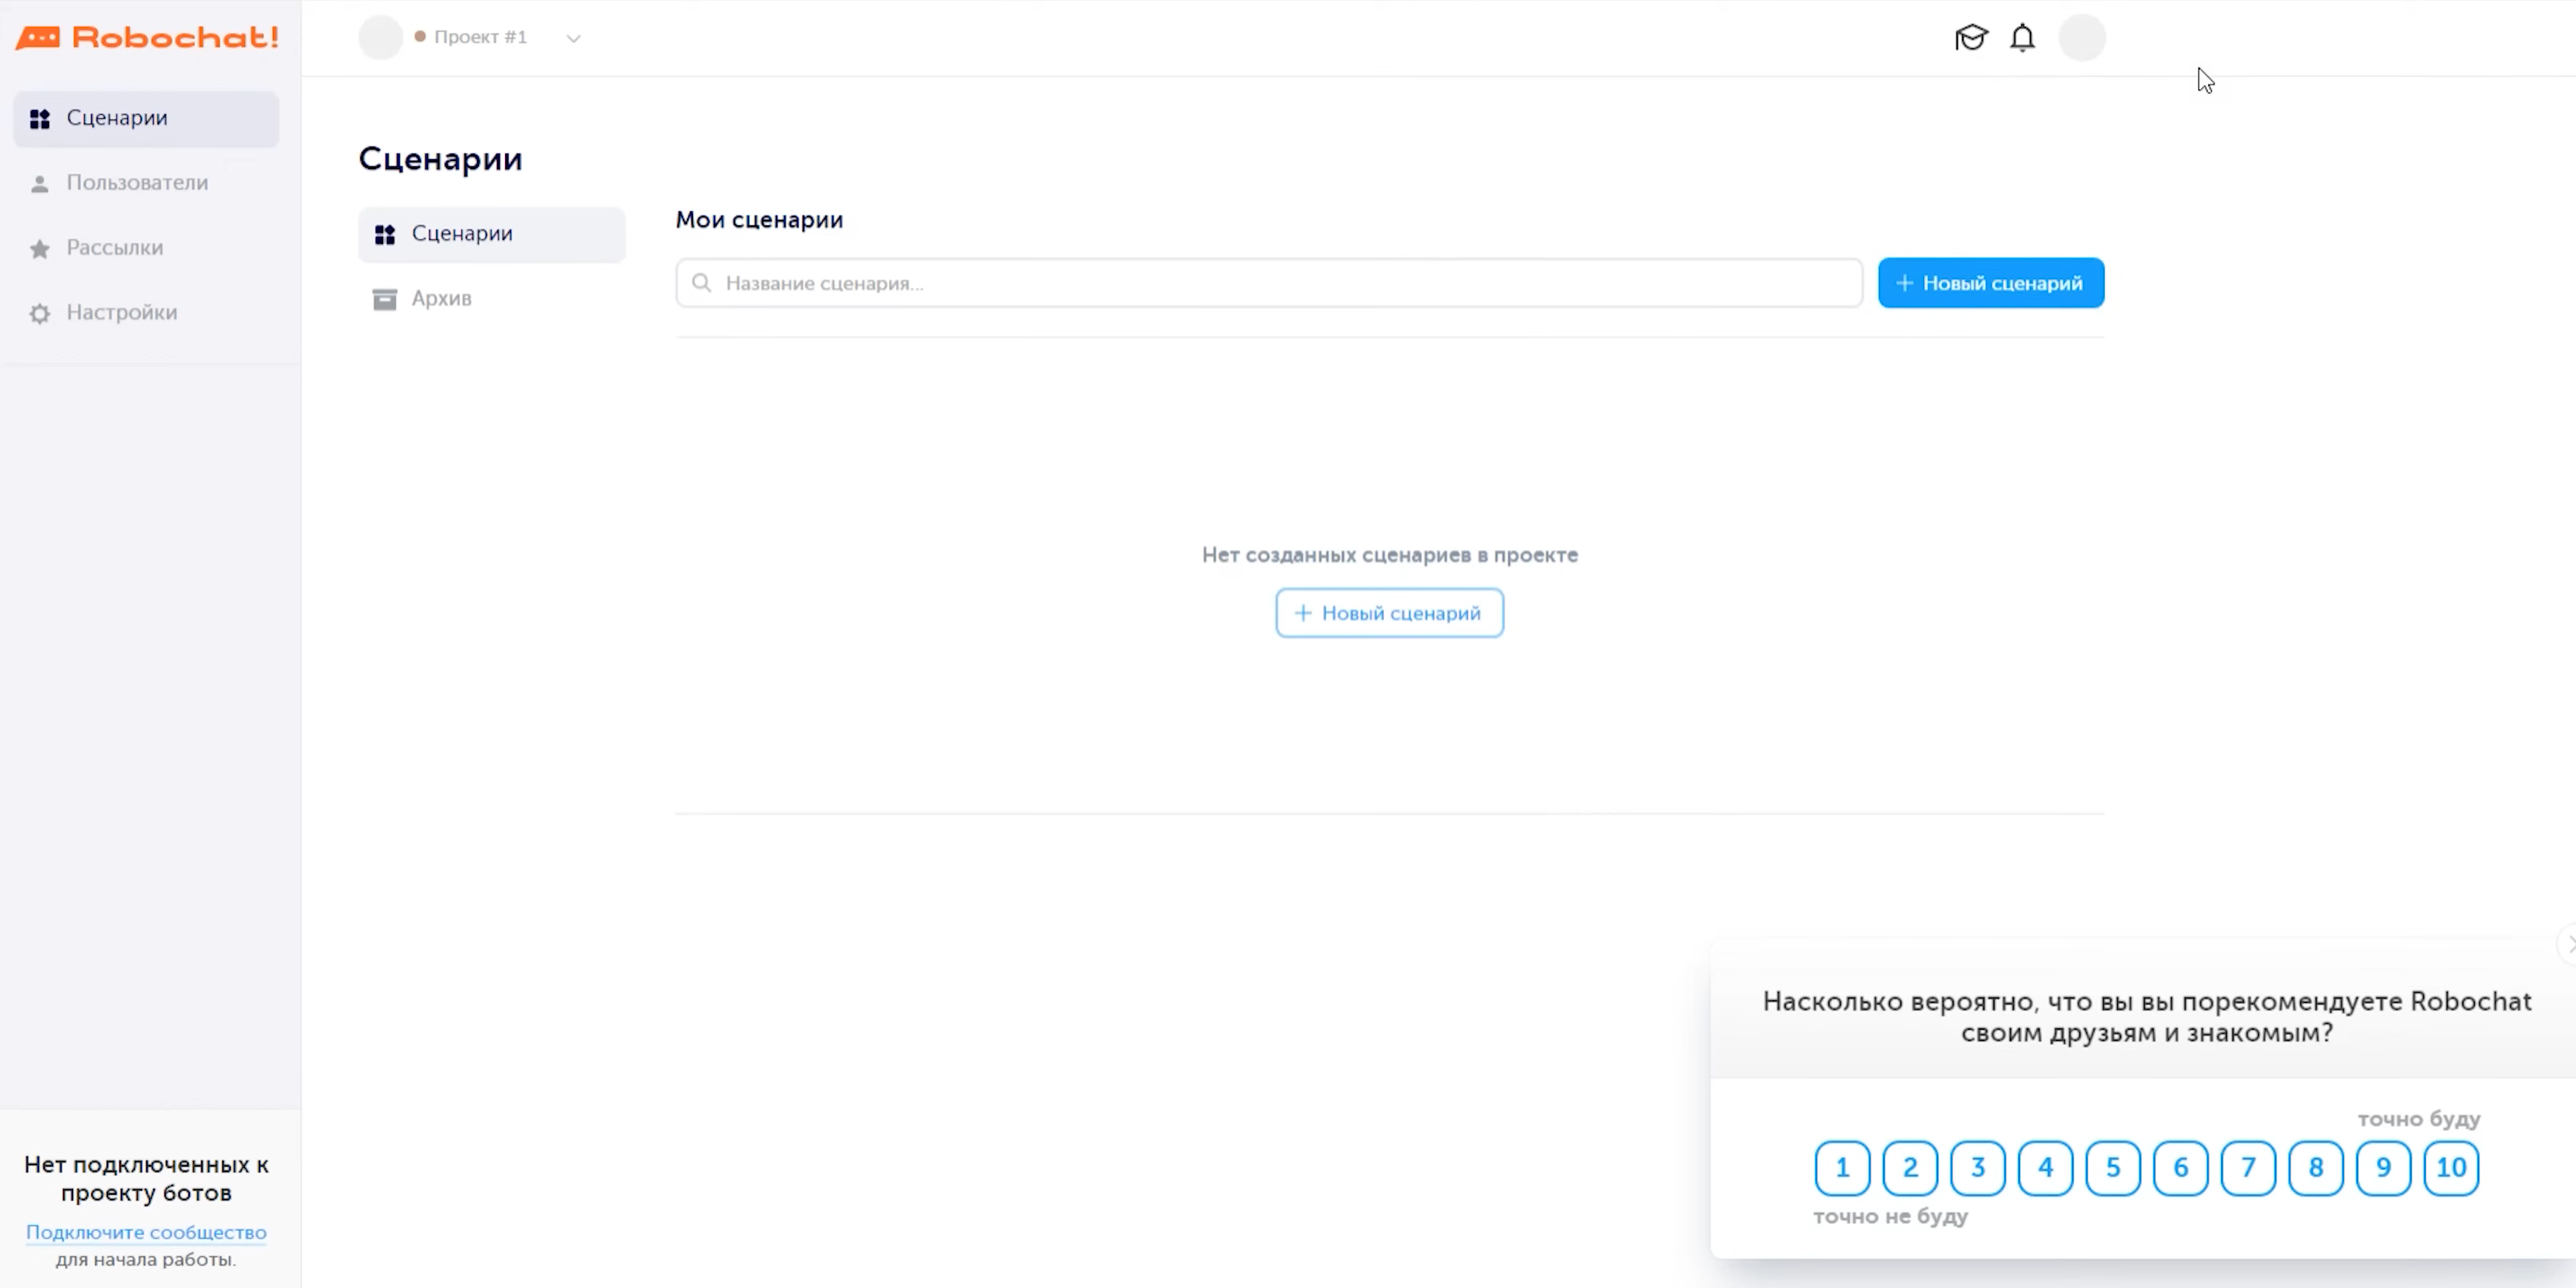 Robochat!
Проект #1
Сценарии
Пользователи
Рассылки
Настройки
Сценарии
Сценарии
Архив
Мои сценарии
Название сценария...
+ Новый сценарий
Нет созданных сценариев в проекте
+ Новый сценарий
Насколько вероятно, что вы вы порекомендуете Robochat
своим друзьям и знакомым?
точно буду
1 2 3 4 5 6 7 8 9 10
точно не буду
Нет подключенных к
проекту ботов
Подключите сообщество
для начала работы.